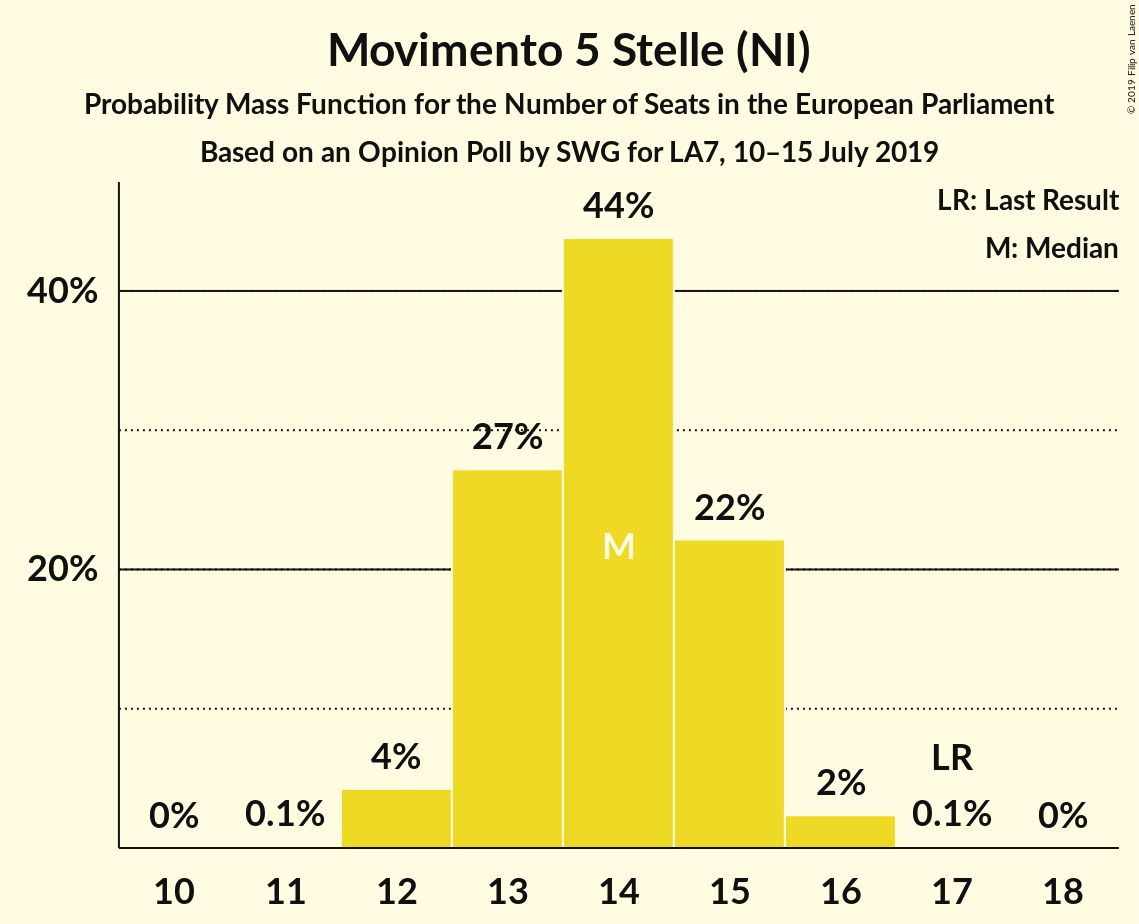 Movimento 5 Stelle (NI)
Probability Mass Function for the Number of Seats in the European Parliament
Based on an Opinion Poll by SWG for LA7, 10–15 July 2019
© 2019 Filip van Laenen
LR: Last Result
M: Median
44%
40%
27%
22%
M
20%
4%
2%
LR
0%
0.1%
0.1%
0%
10 11 12 13 14 15 16 17 18